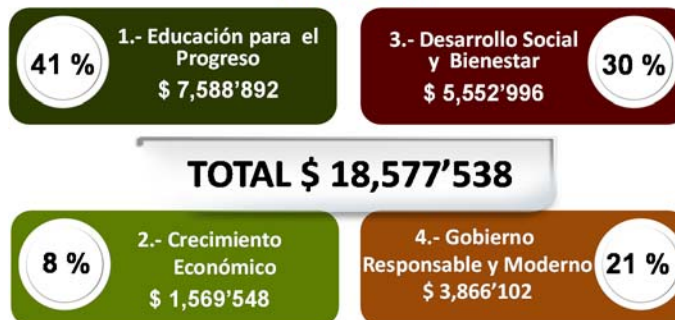 41 %
1.- Educación para el
Progreso
$ 7,588’892
3.- Desarrollo Social
y Bienestar
$ 5,552’996
30 %
TOTAL $ 18,577’538
8 %
2.- Crecimiento
Económico
$ 1,569’548
4.- Gobierno
Responsable y Moderno
$ 3,866’102
21 %